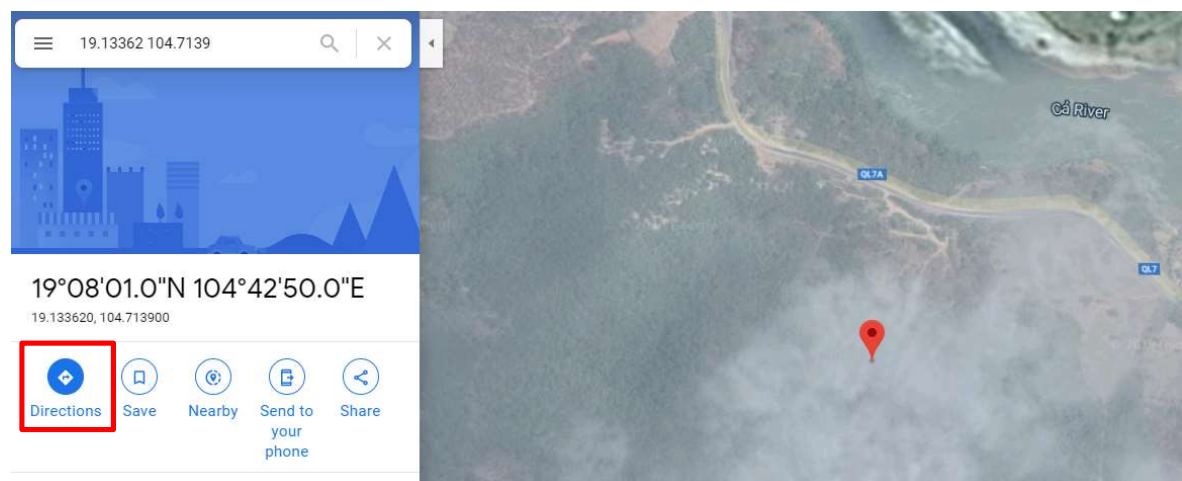 19.13362 104.7139
19°08'01.0"N 104°42'50.0"E
19.133620, 104.713900
Directions
Save
Nearby
Send to
your
phone
Share
Cả River
QL7A
QL7